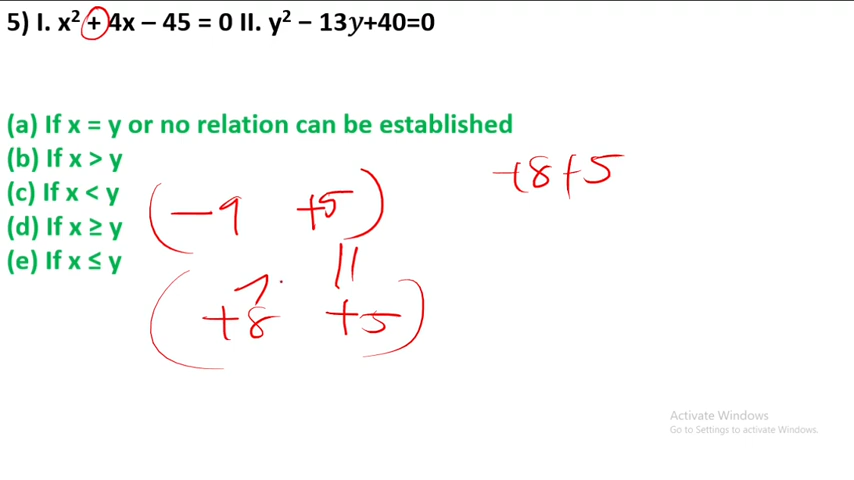 5) I. x² + 4x – 45 = 0 II. y² – 13y+40=0
(a) If x = y or no relation can be established
(b) If x > y
(c) If x < y
(d) If x ≥ y
(e) If x ≤ y
+8 +5
(-9 +5)
(+8 +5)
Activate Windows
Go to Settings to activate Windows.